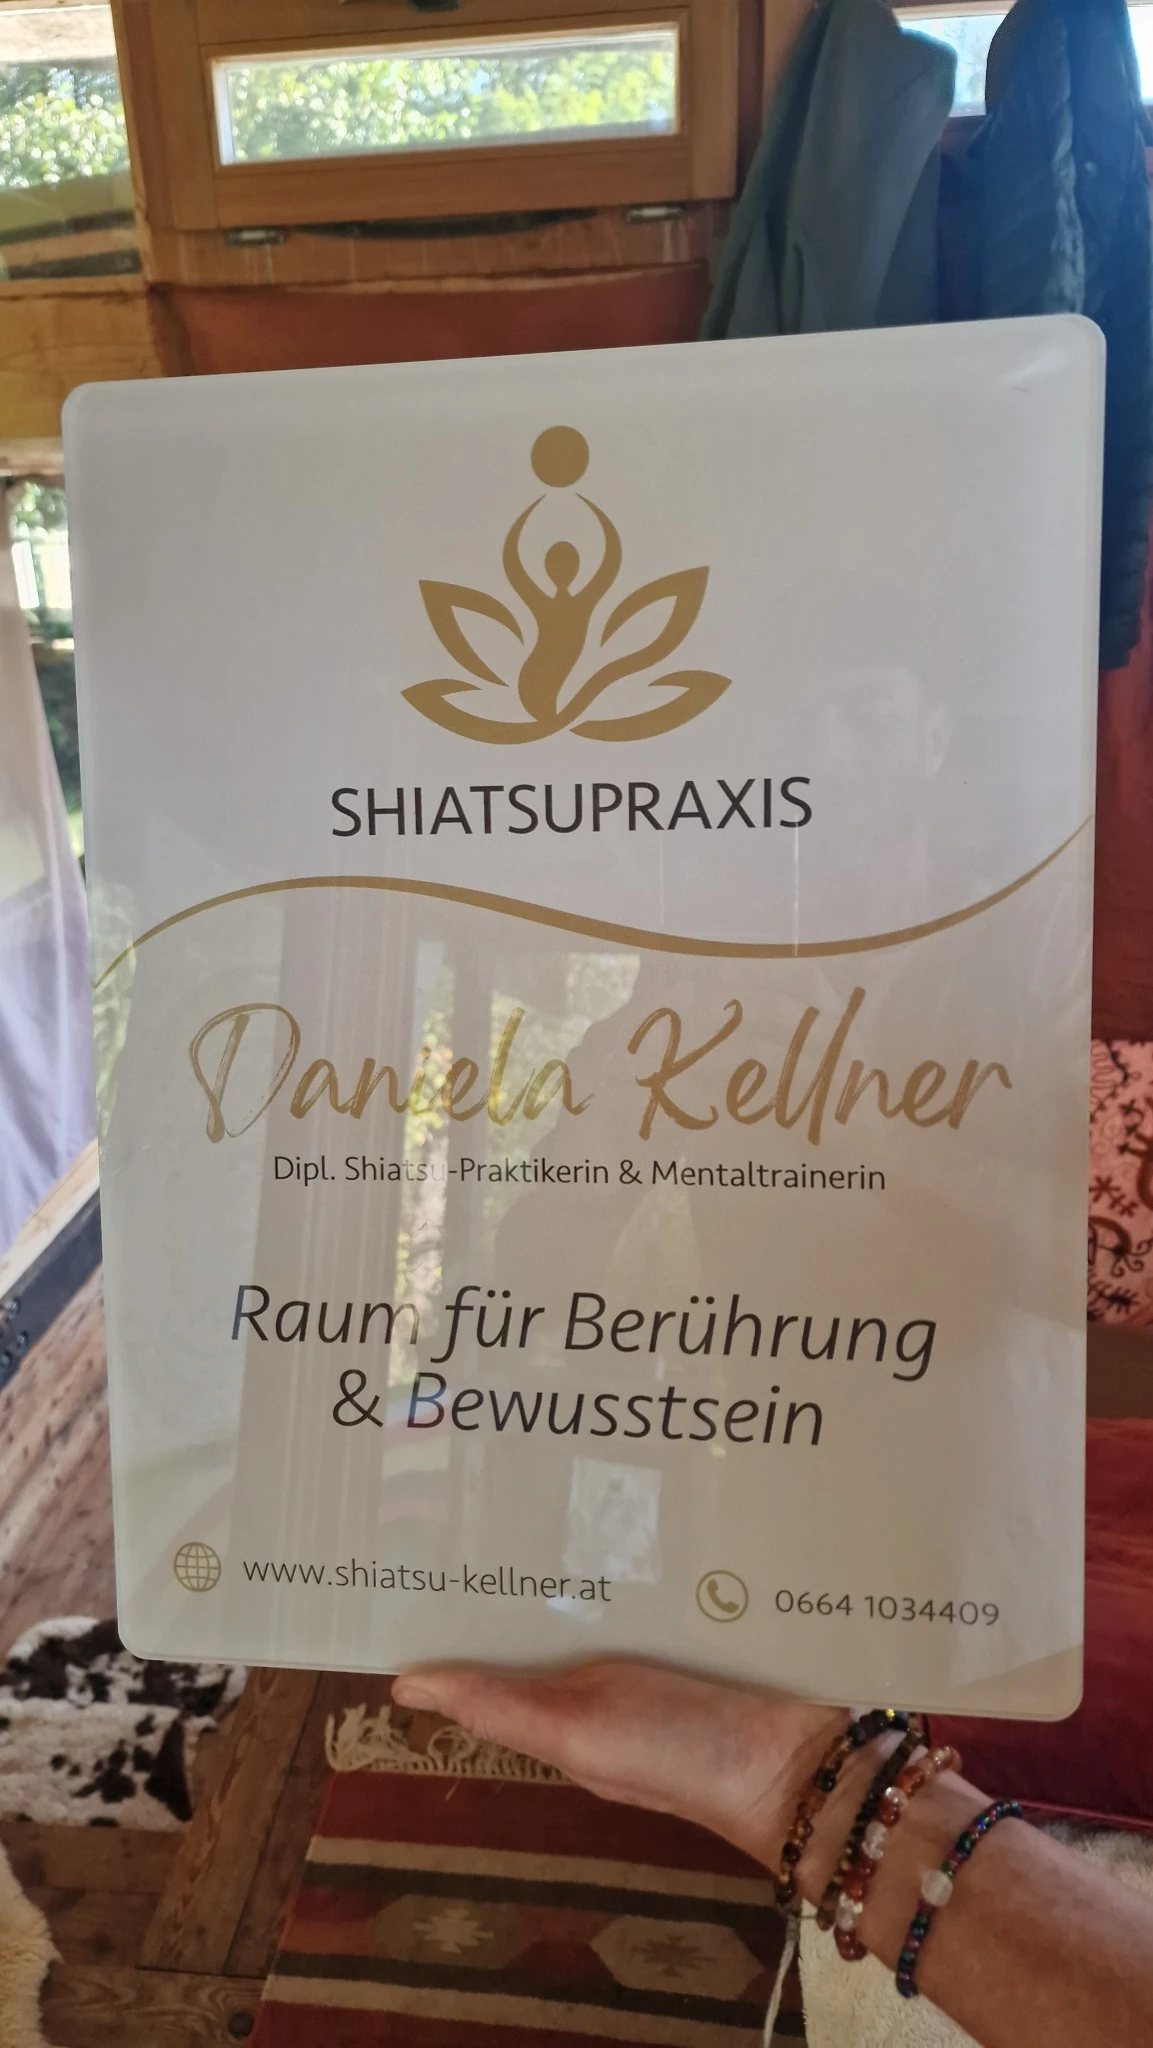 SHIATSUPRAXIS
Daniela Kellner
Dipl. Shiatsu-Praktikerin & Mentaltrainerin
Raum für Berührung
& Bewusstsein
www.shiatsu-kellner.at
0664 1034409